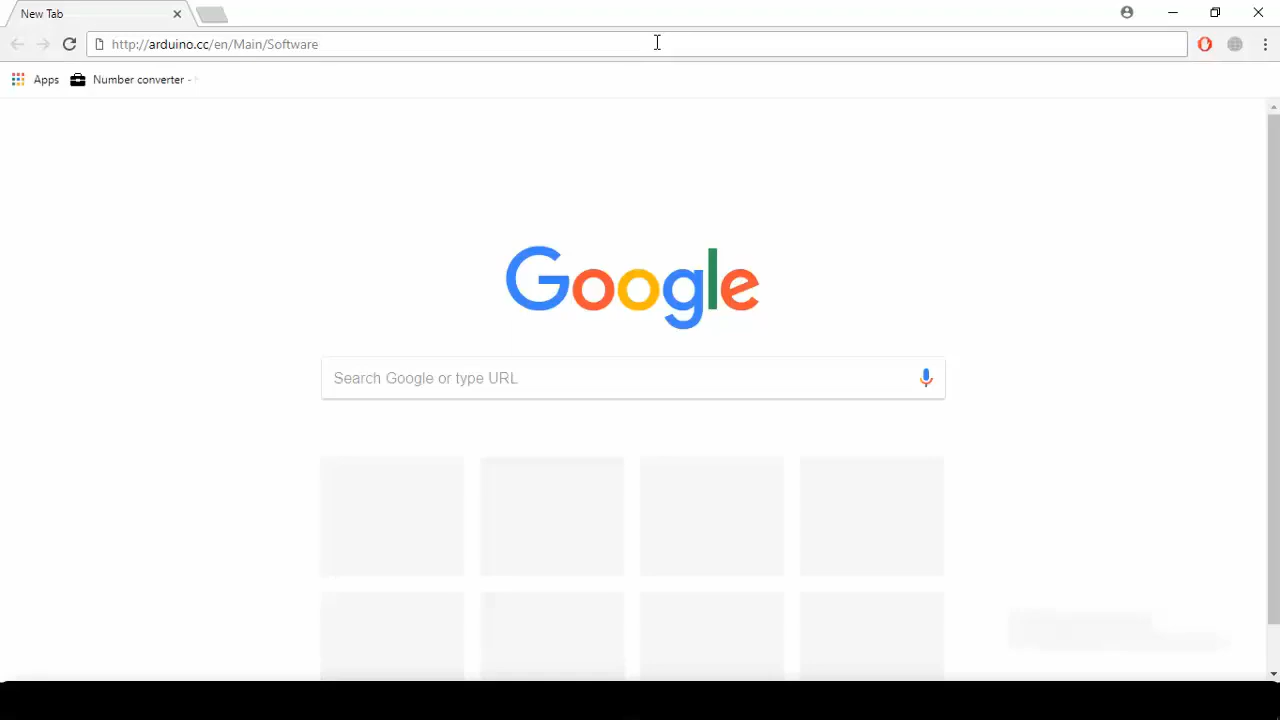 New Tab
http://arduino.cc/en/Main/Software
Apps
Number converter -
Google
Search Google or type URL